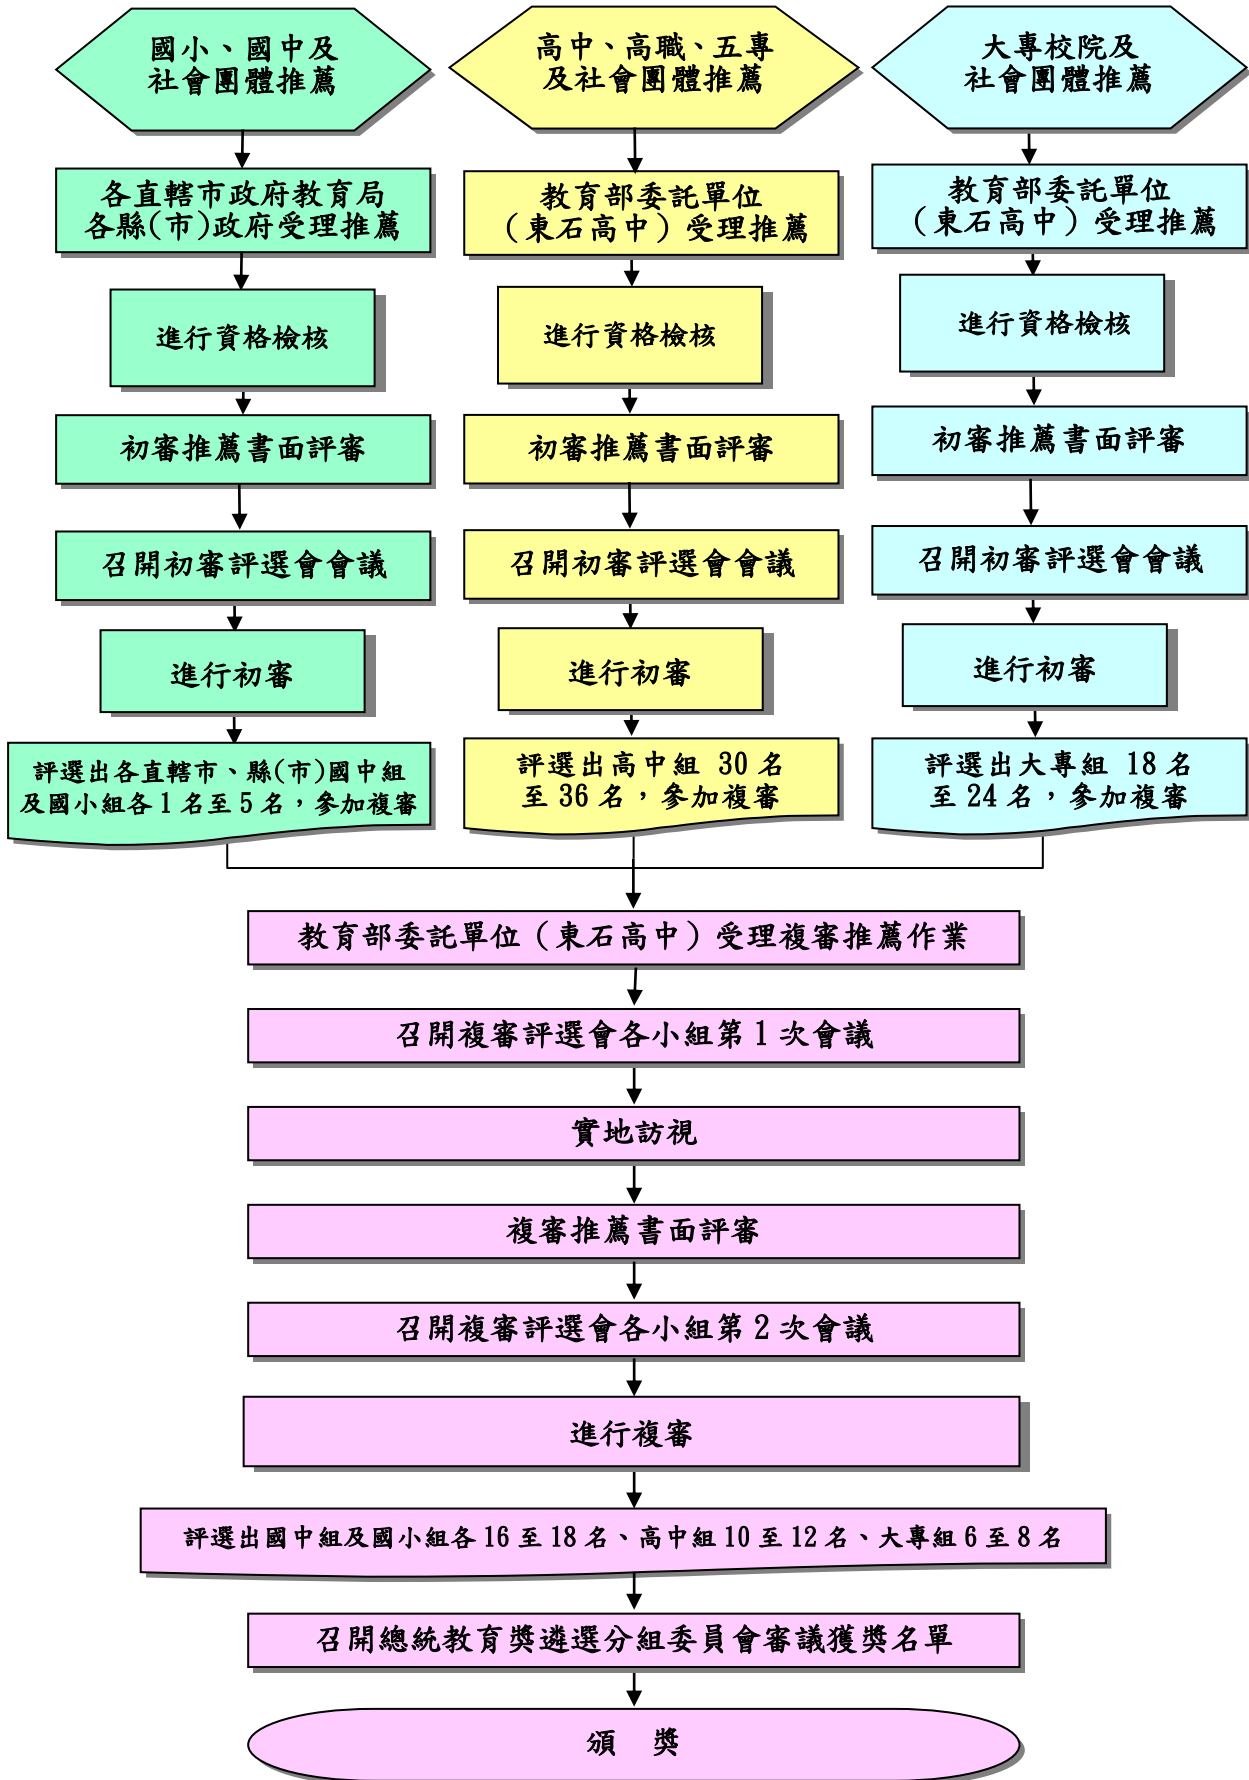 國小、國中及
社會團體推薦
各直轄市政府教育局
各縣(市)政府受理推薦
進行資格檢核
初審推薦書面評審
召開初審評選會會議
進行初審
評選出各直轄市、縣(市)國中組
及國小組各1名至5名，參加複審
高中、高職、五專
及社會團體推薦
教育部委託單位
（東石高中）受理推薦
進行資格檢核
初審推薦書面評審
召開初審評選會會議
進行初審
評選出高中組 30名
至36名，參加複審
大專校院及
社會團體推薦
教育部委託單位
（東石高中）受理推薦
進行資格檢核
初審推薦書面評審
召開初審評選會會議
進行初審
評選出大專組 18名
至24名，參加複審
教育部委託單位（東石高中）受理複審推薦作業
召開複審評選會各小組第1次會議
實地訪視
複審推薦書面評審
召開複審評選會各小組第2次會議
進行複審
評選出國中組及國小組各16至18名、高中組10至12名、大專組6至8名
召開總統教育獎遴選分組委員會審議獲獎名單
頒　獎